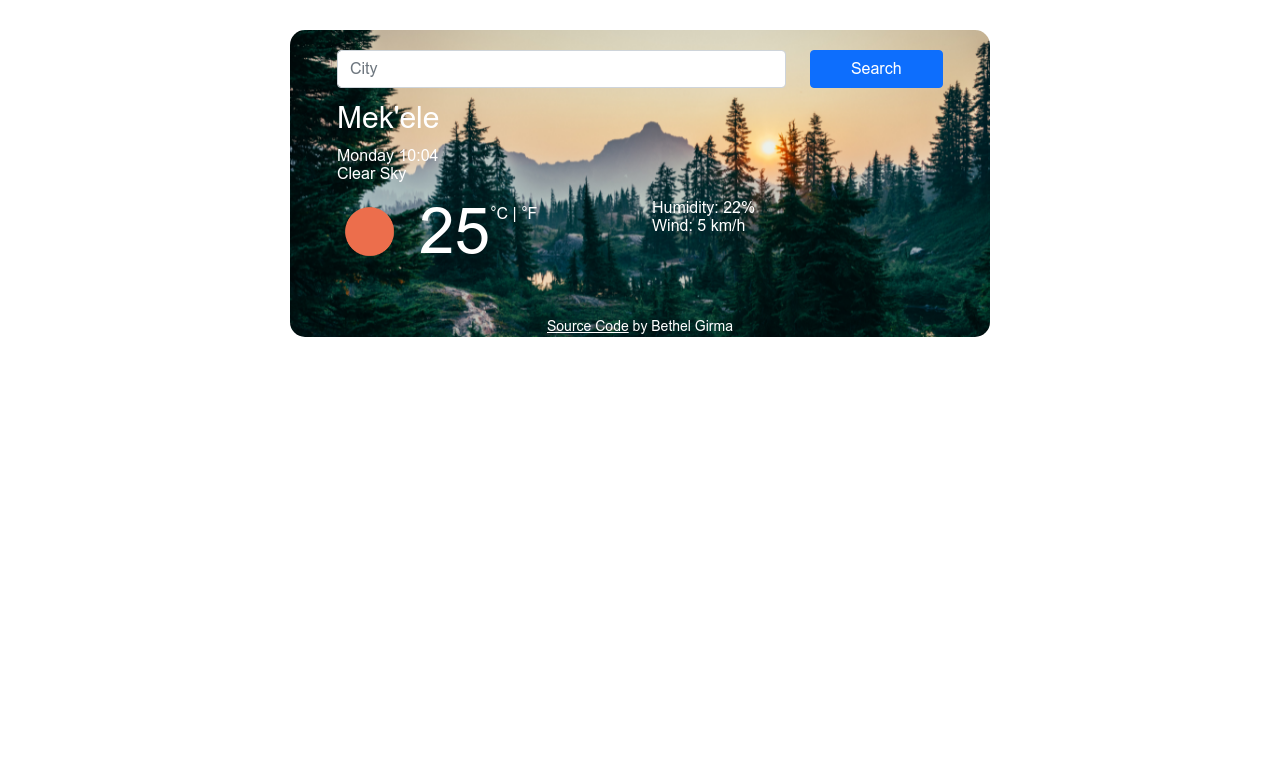 City
Search
Mek'ele
Monday 10:04
Clear Sky
25 °C | °F
Humidity: 22%
Wind: 5 km/h
Source Code by Bethel Girma